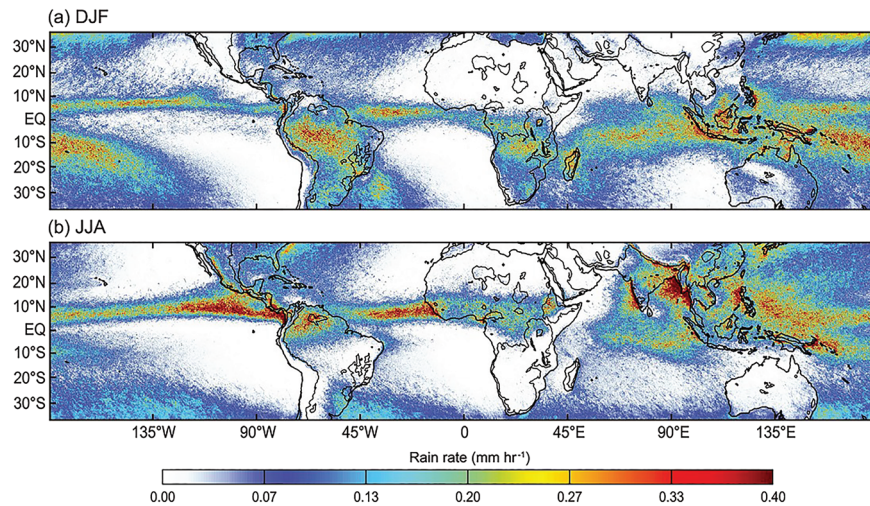 (a) DJF
30°N
20°N
10°N
EQ
10°S
20°S
30°S
(b) JJA
30°N
20°N
10°N
EQ
10°S
20°S
30°S
135°W 90°W 45°W 0 45°E 90°E 135°E
Rain rate (mm hr⁻¹)
0.00 0.07 0.13 0.20 0.27 0.33 0.40